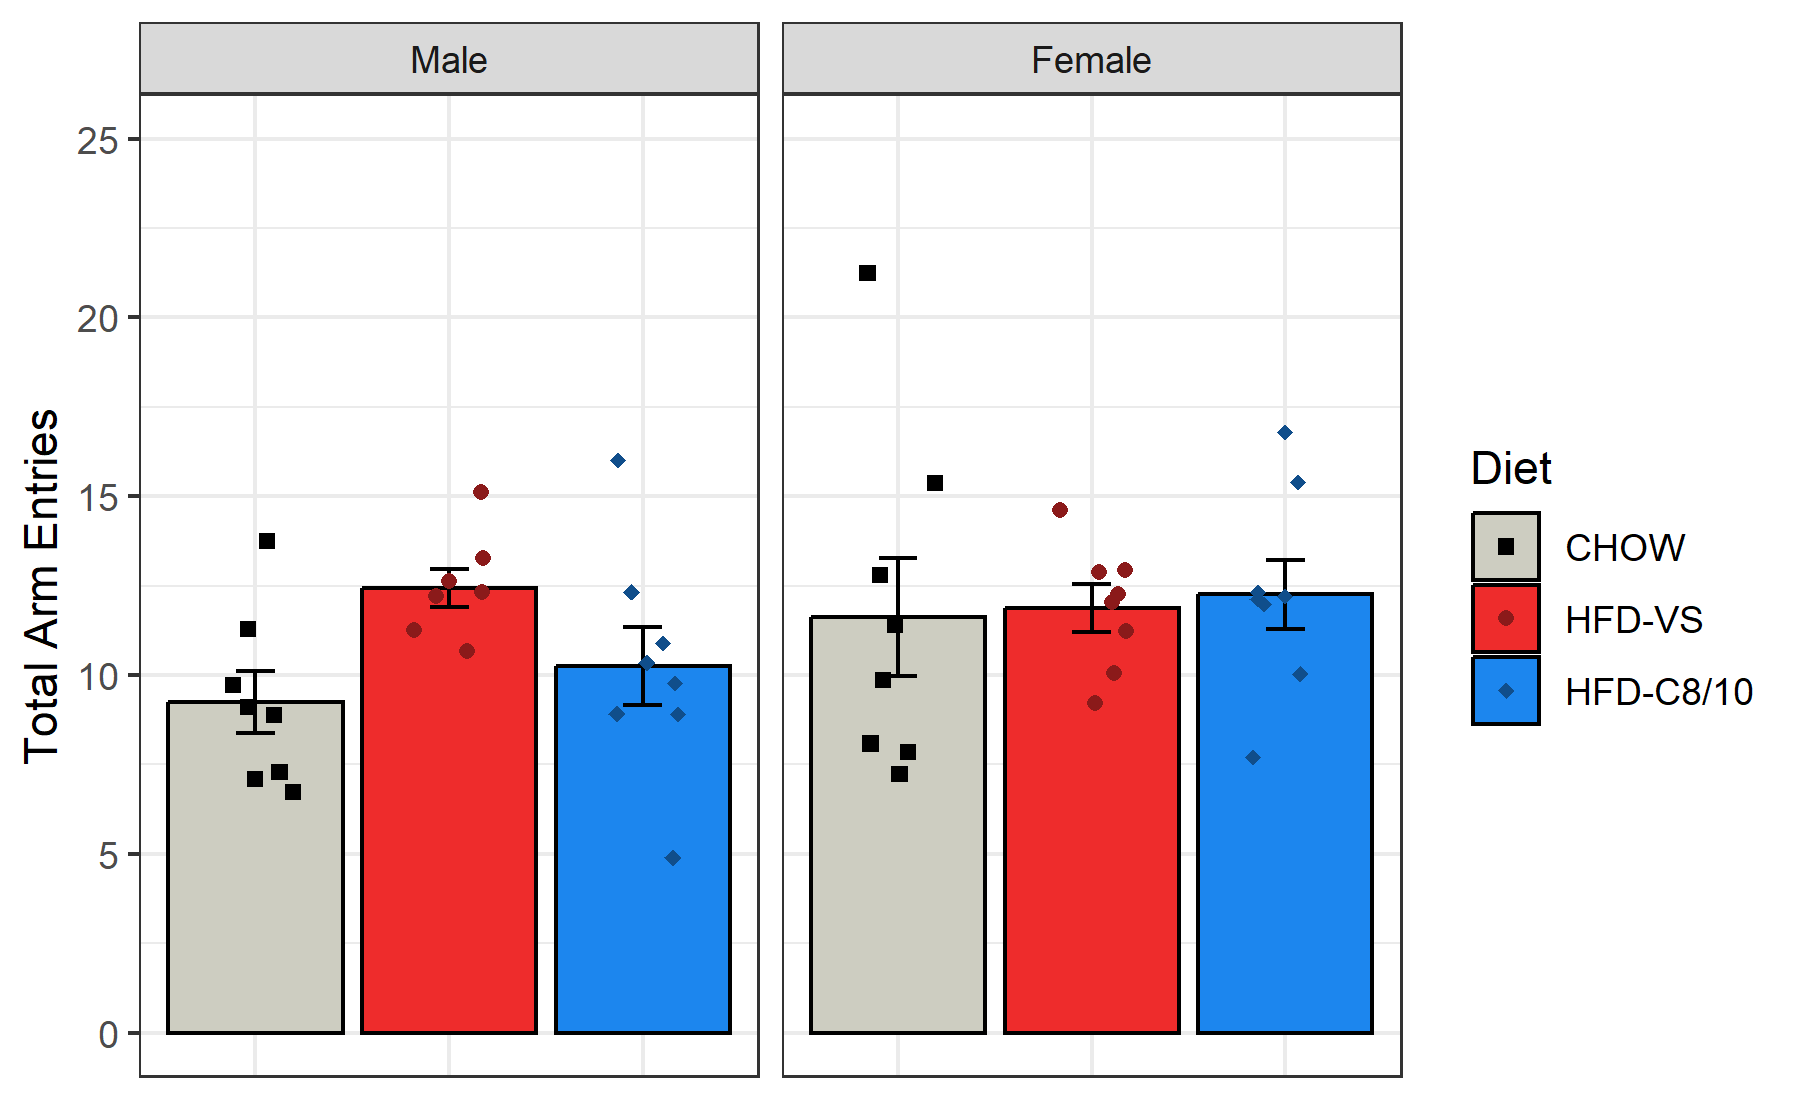 Male
Female
25
20
15
10
5
0
Total Arm Entries
Diet
CHOW
HFD-VS
HFD-C8/10